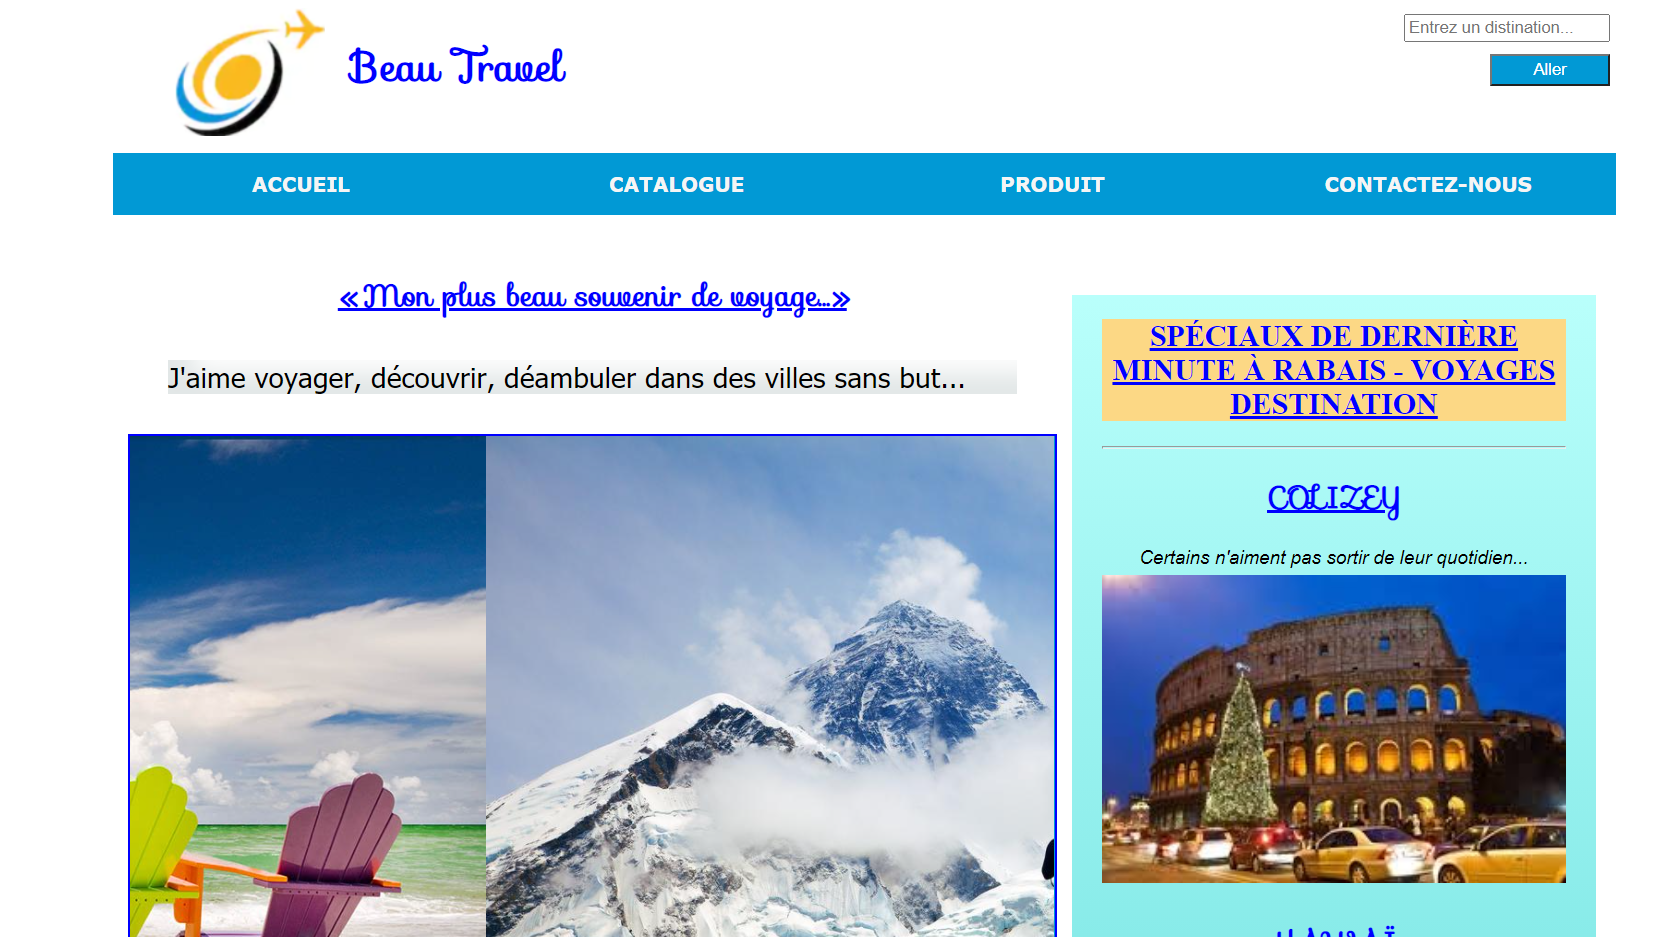 Beau Travel
Entrez un distination...
Aller
ACCUEIL
CATALOGUE
PRODUIT
CONTACTEZ-NOUS
«Mon plus beau souvenir de voyage...»
J'aime voyager, découvrir, déambuler dans des villes sans but...
SPÉCIAUX DE DERNIÈRE
MINUTE À RABAIS - VOYAGES
DESTINATION
COLIZEY
Certains n'aiment pas sortir de leur quotidien...